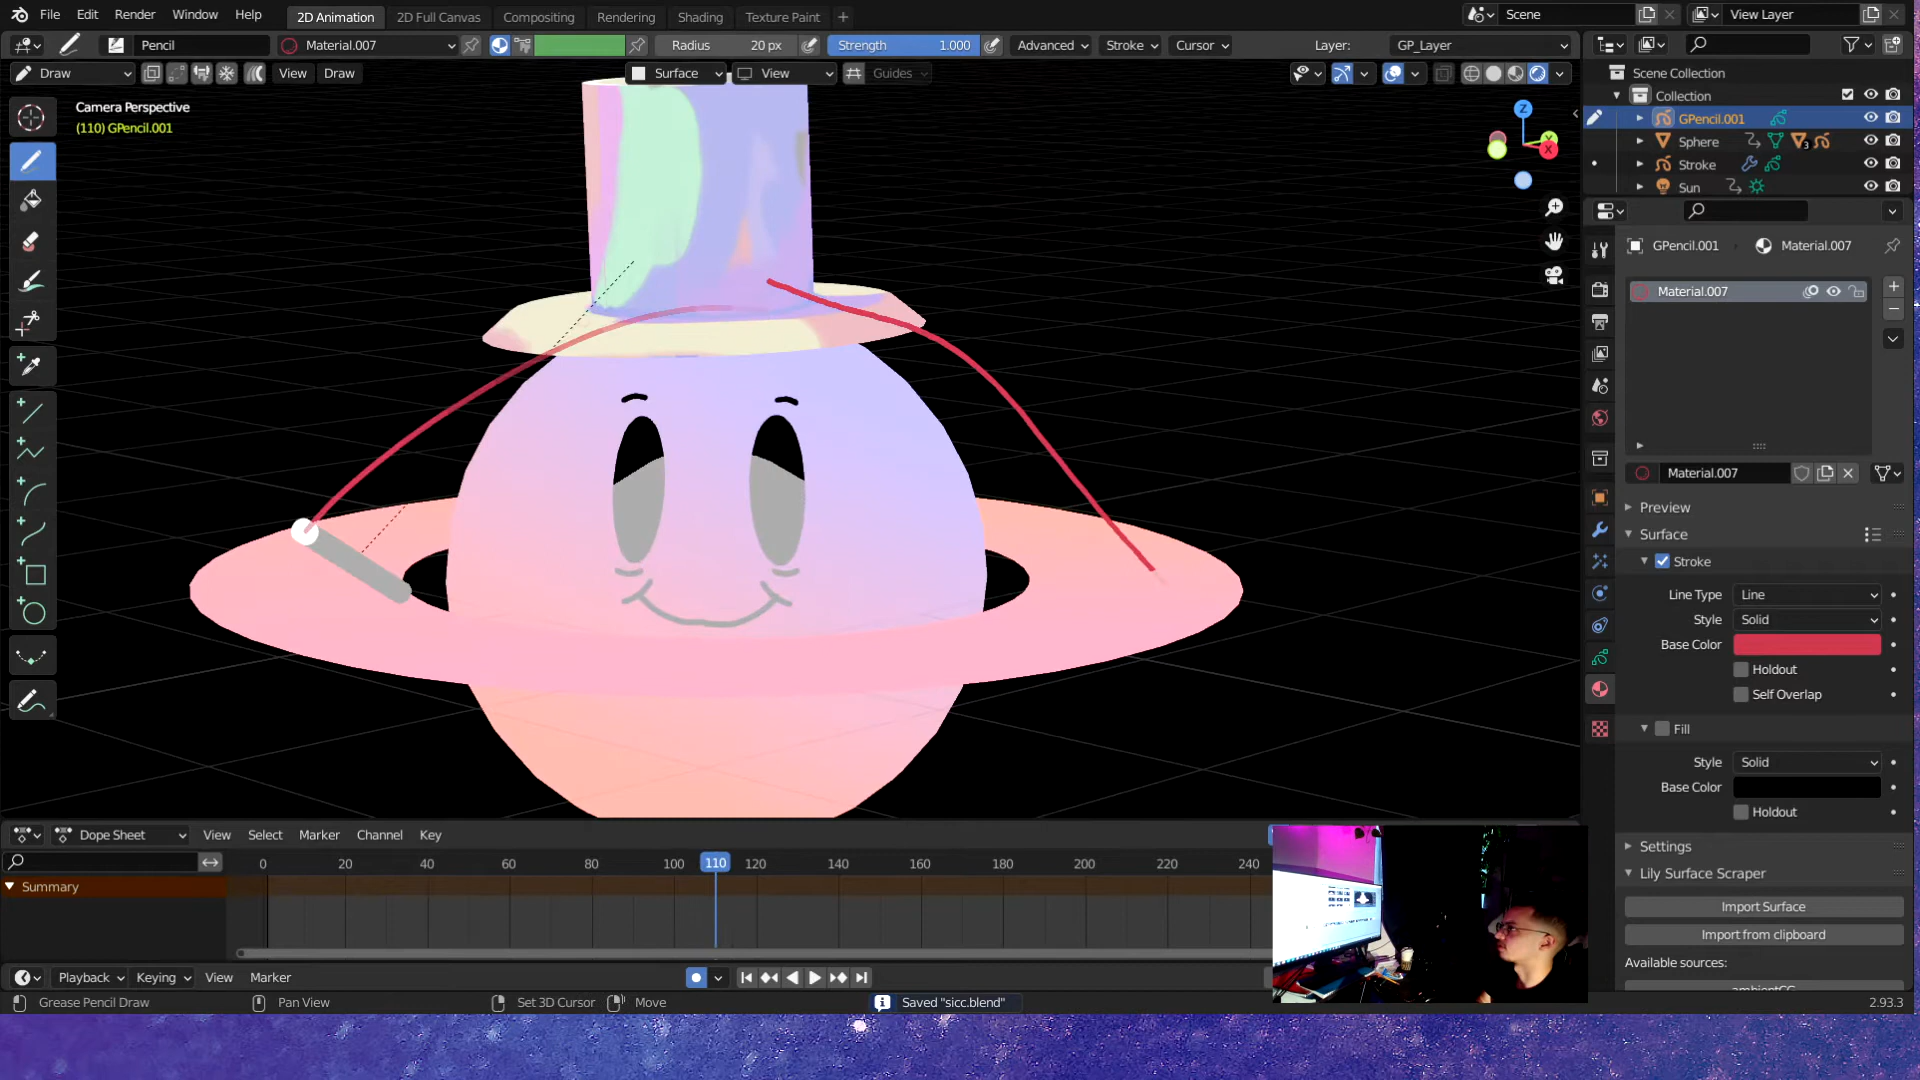 File Edit Render Window Help 2D Animation 2D Full Canvas Compositing Rendering Shading Texture Paint + Scene View Layer
Pencil Material.007 Radius 20 px Strength 1.000 Advanced Stroke Cursor Layer: GP_Layer
Draw View Draw Surface View Guides
Camera Perspective
(110) GPencil.001
Z
Y
X
Scene Collection
Collection
GPencil.001
Sphere 3
Stroke
Sun
GPencil.001 Material.007
Material.007
Material.007
Preview
Surface
Stroke
Line Type Line
Style Solid
Base Color
Holdout
Self Overlap
Fill
Style Solid
Base Color
Holdout
Settings
Lily Surface Scraper
Import Surface
Import from clipboard
Available sources:
ambientCG
Dope Sheet View Select Marker Channel Key
0 20 40 60 80 100 110 120 140 160 180 200 220 240
Summary
Playback Keying View Marker
Grease Pencil Draw Pan View Set 3D Cursor Move Saved "sicc.blend" 2.93.3